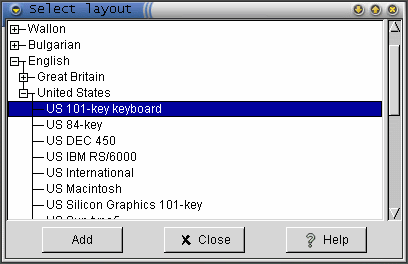 Select layout
Wallon
Bulgarian
English
Great Britain
United States
US 101-key keyboard
US 84-key
US DEC 450
US IBM RS/6000
US International
US Macintosh
US Silicon Graphics 101-key
Add
Close
? Help